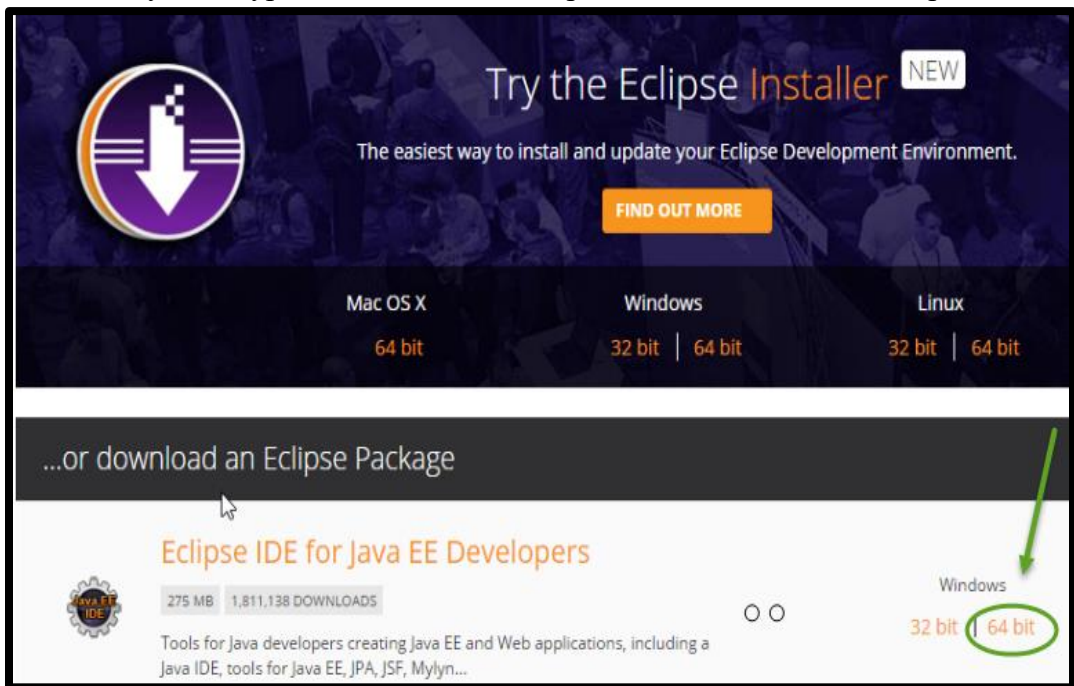 Try the Eclipse Installer NEW
The easiest way to install and update your Eclipse Development Environment.
FIND OUT MORE
Mac OS X Windows Linux
64 bit 32 bit | 64 bit 32 bit | 64 bit
...or download an Eclipse Package
Eclipse IDE for Java EE Developers
275 MB 1,811,138 DOWNLOADS
Windows
32 bit | 64 bit
Java EE
IDE
Tools for Java developers creating Java EE and Web applications, including a
Java IDE, tools for Java EE, JPA, JSF, Mylyn...